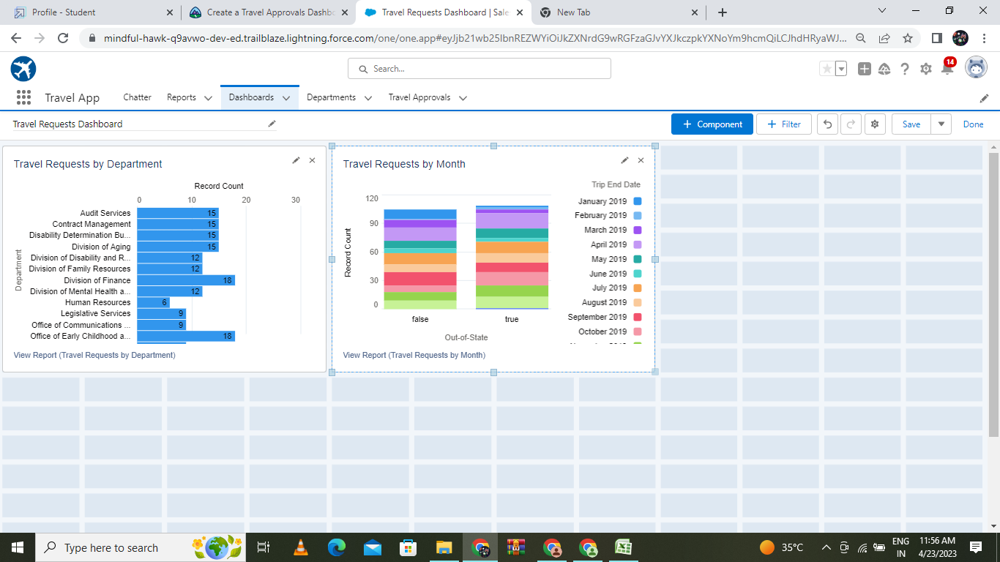 Profile - Student
Create a Travel Approvals Dashbo
Travel Requests Dashboard | Sale
New Tab
mindful-hawk-q9avwo-dev-ed.trailblaze.lightning.force.com/one/one.app#eyJjb21wb25lbnREZWYiOiJkZXNrdG9wRGFzaGJvYXJkczpkYXNoYm9hcmQiLCJhdHRyaWJ...
Search...
14
Travel App
Chatter
Reports
Dashboards
Departments
Travel Approvals
Travel Requests Dashboard
+ Component
+ Filter
Save
Done
Travel Requests by Department
Record Count
0 10 20 30
Department
Audit Services 15
Contract Management 15
Disability Determination Bu... 15
Division of Aging 15
Division of Disability and R... 12
Division of Family Resources 12
Division of Finance 18
Division of Mental Health a... 12
Human Resources 6
Legislative Services 9
Office of Communications ... 9
Office of Early Childhood a... 18
View Report (Travel Requests by Department)
Travel Requests by Month
Record Count
120
90
60
30
0
false
true
Out-of-State
Trip End Date
January 2019
February 2019
March 2019
April 2019
May 2019
June 2019
July 2019
August 2019
September 2019
October 2019
View Report (Travel Requests by Month)
Type here to search
35°C
ENG
IN
11:56 AM
4/23/2023